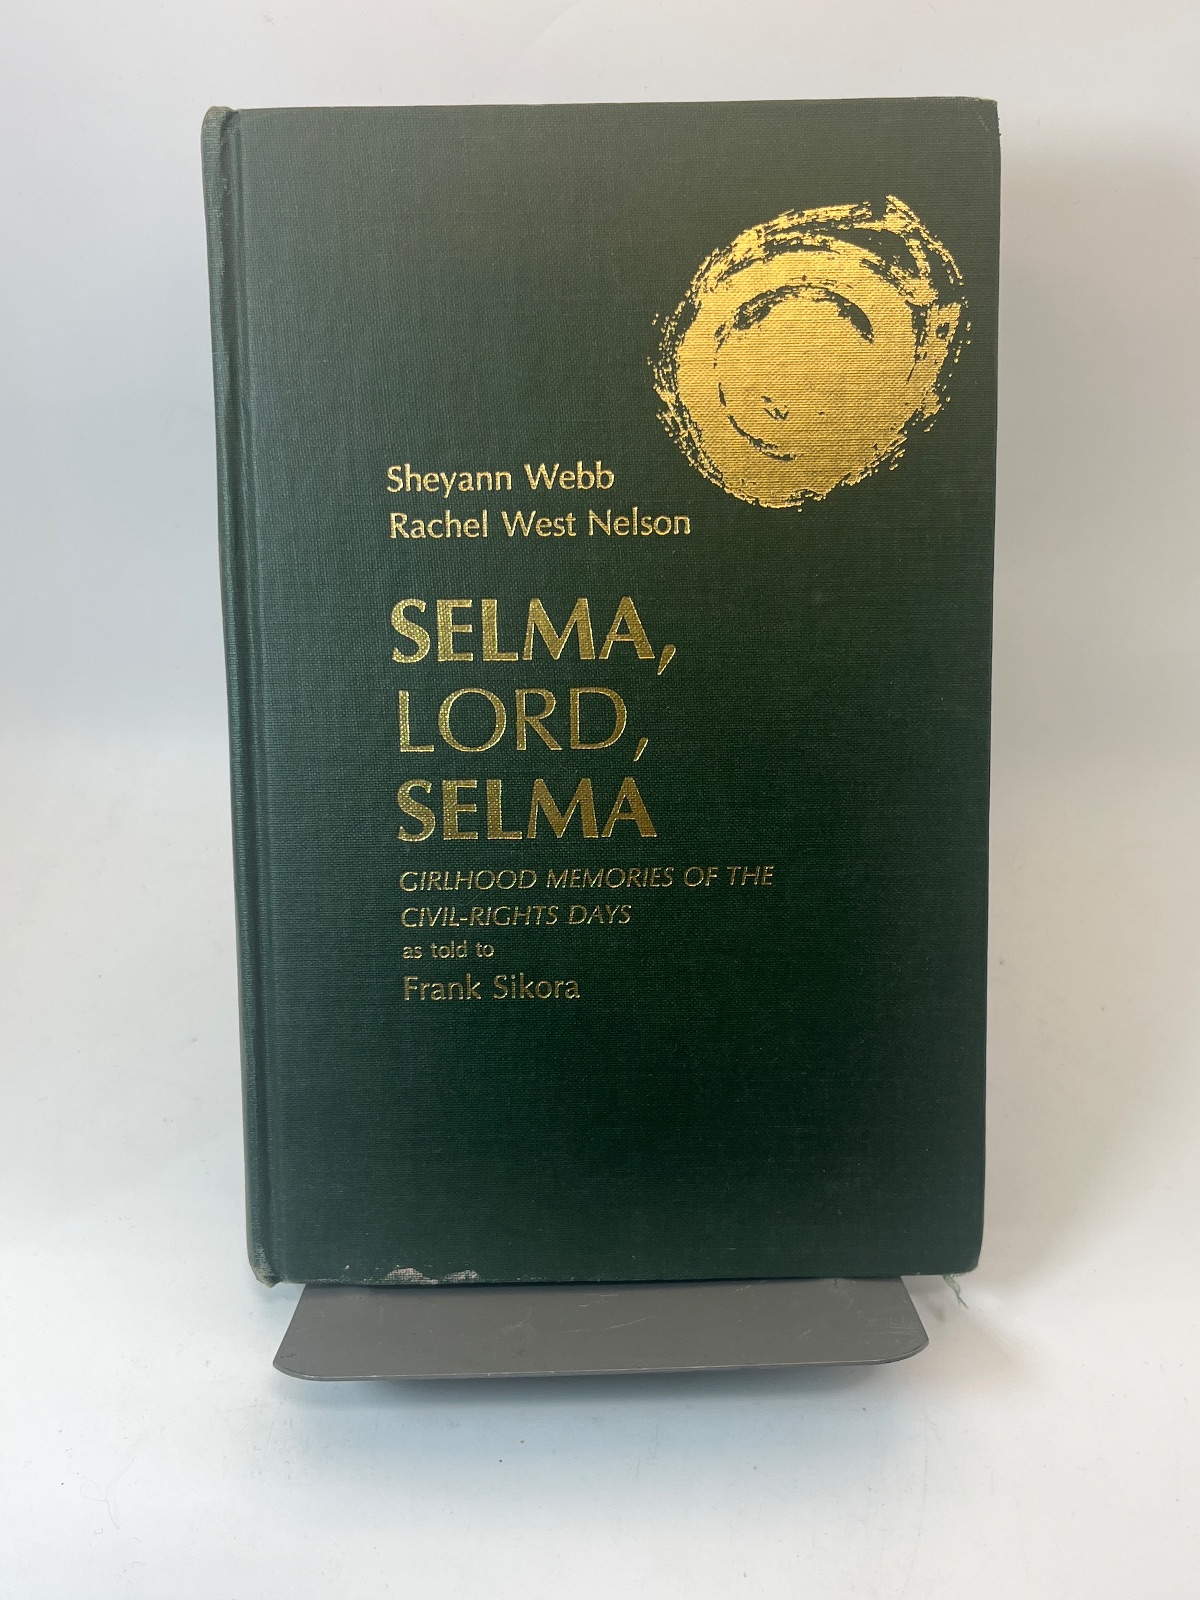 Sheyann Webb
Rachel West Nelson
SELMA,
LORD,
SELMA
GIRLHOOD MEMORIES OF THE
CIVIL-RIGHTS DAYS
as told to
Frank Sikora